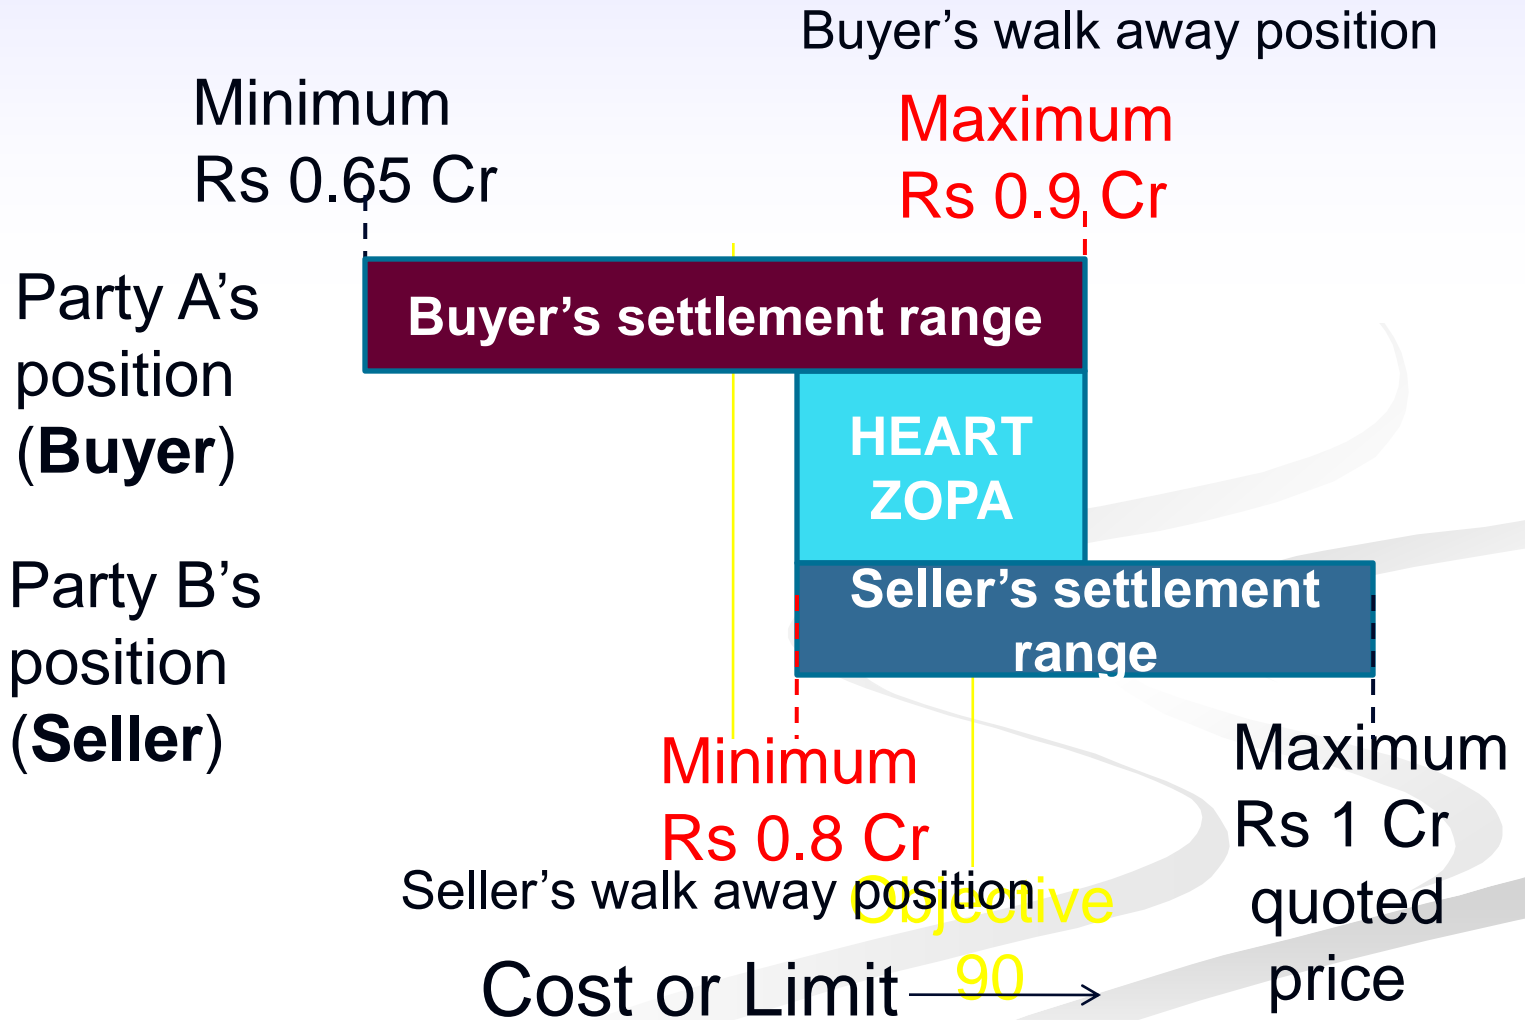 Buyer’s walk away position
Minimum
Rs 0.65 Cr
Maximum
Rs 0.9 Cr
Party A’s
position
(Buyer)
Buyer’s settlement range
HEART
ZOPA
Party B’s
position
(Seller)
Seller’s settlement
range
Minimum
Rs 0.8 Cr
Seller’s walk away position
Objective
90
Maximum
Rs 1 Cr
quoted
price
Cost or Limit